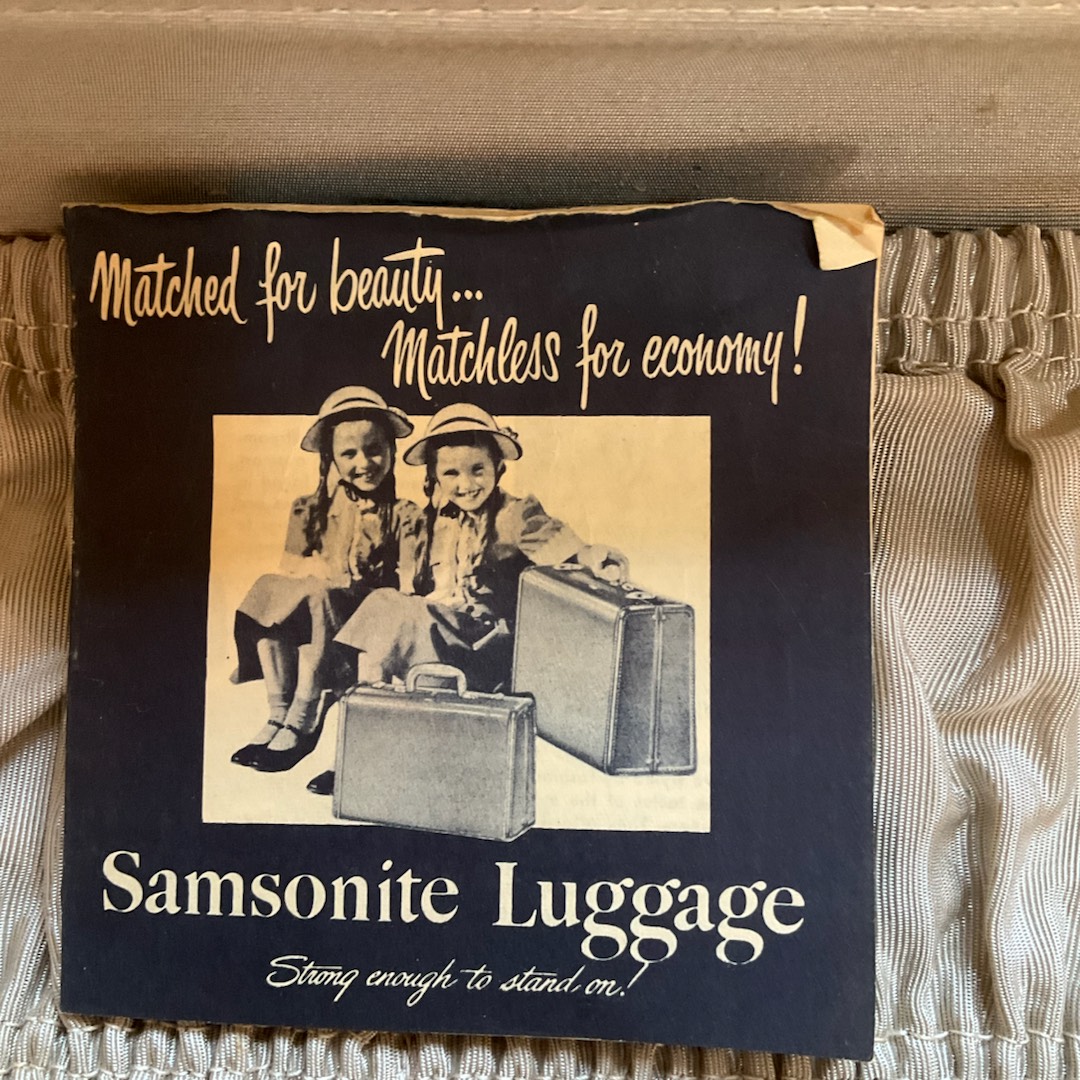 Matched for beauty...
Matchless for economy!
Samsonite Luggage
Strong enough to stand on!